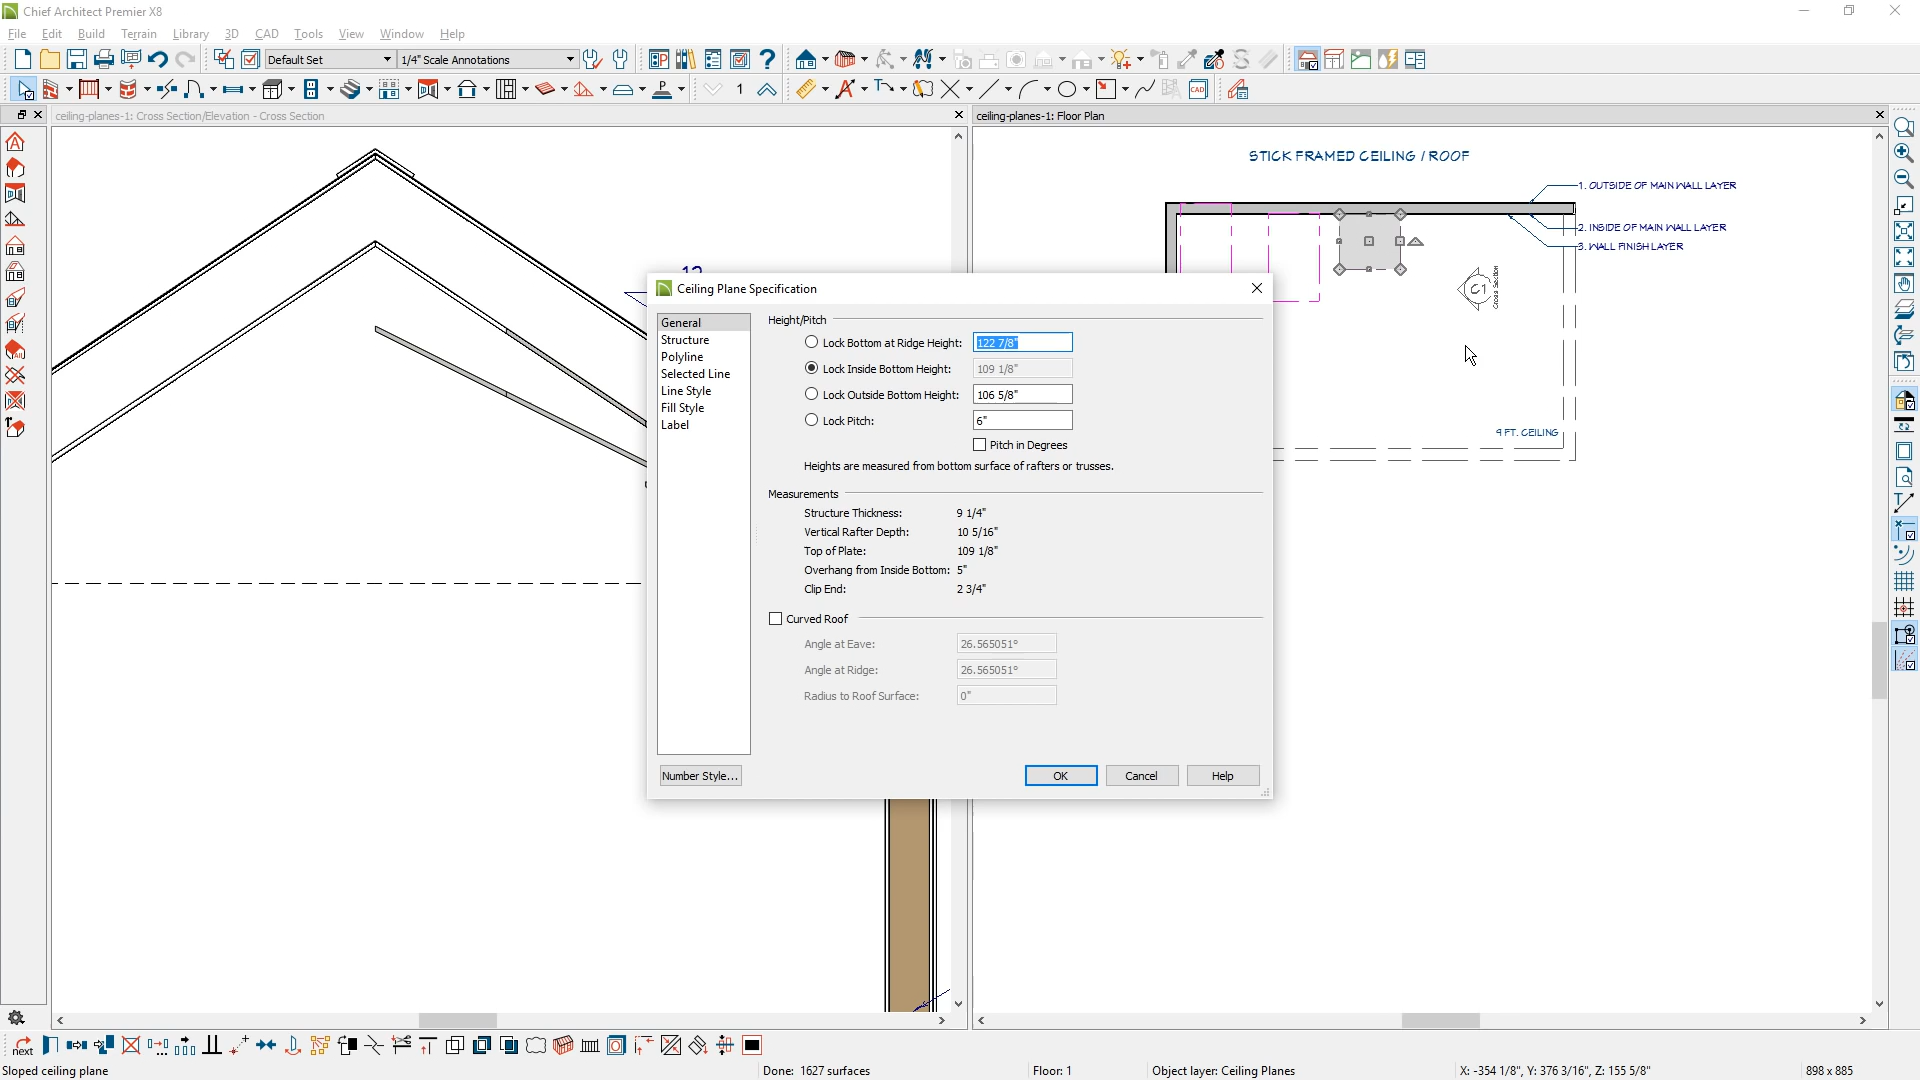 Chief Architect Premier X8
File Edit Build Terrain Library 3D CAD Tools View Window Help
Default Set 1/4" Scale Annotations
1
P
CAD
ceiling-planes-1: Cross Section/Elevation - Cross Section
ceiling-planes-1: Floor Plan
STICK FRAMED CEILING / ROOF
1. OUTSIDE OF MAIN WALL LAYER
2. INSIDE OF MAIN WALL LAYER
3. WALL FINISH LAYER
C1
Cross Section
9 FT. CEILING
12
Ceiling Plane Specification
General
Structure
Polyline
Selected Line
Line Style
Fill Style
Label
Height/Pitch
Lock Bottom at Ridge Height: 122 7/8"
Lock Inside Bottom Height: 109 1/8"
Lock Outside Bottom Height: 106 5/8"
Lock Pitch: 6"
Pitch in Degrees
Heights are measured from bottom surface of rafters or trusses.
Measurements
Structure Thickness: 9 1/4"
Vertical Rafter Depth: 10 5/16"
Top of Plate: 109 1/8"
Overhang from Inside Bottom: 5"
Clip End: 2 3/4"
Curved Roof
Angle at Eave: 26.565051°
Angle at Ridge: 26.565051°
Radius to Roof Surface: 0"
Number Style...
OK Cancel Help
next
Sloped ceiling plane
Done: 1627 surfaces
Floor: 1
Object layer: Ceiling Planes
X: -354 1/8", Y: 376 3/16", Z: 155 5/8"
898 x 885